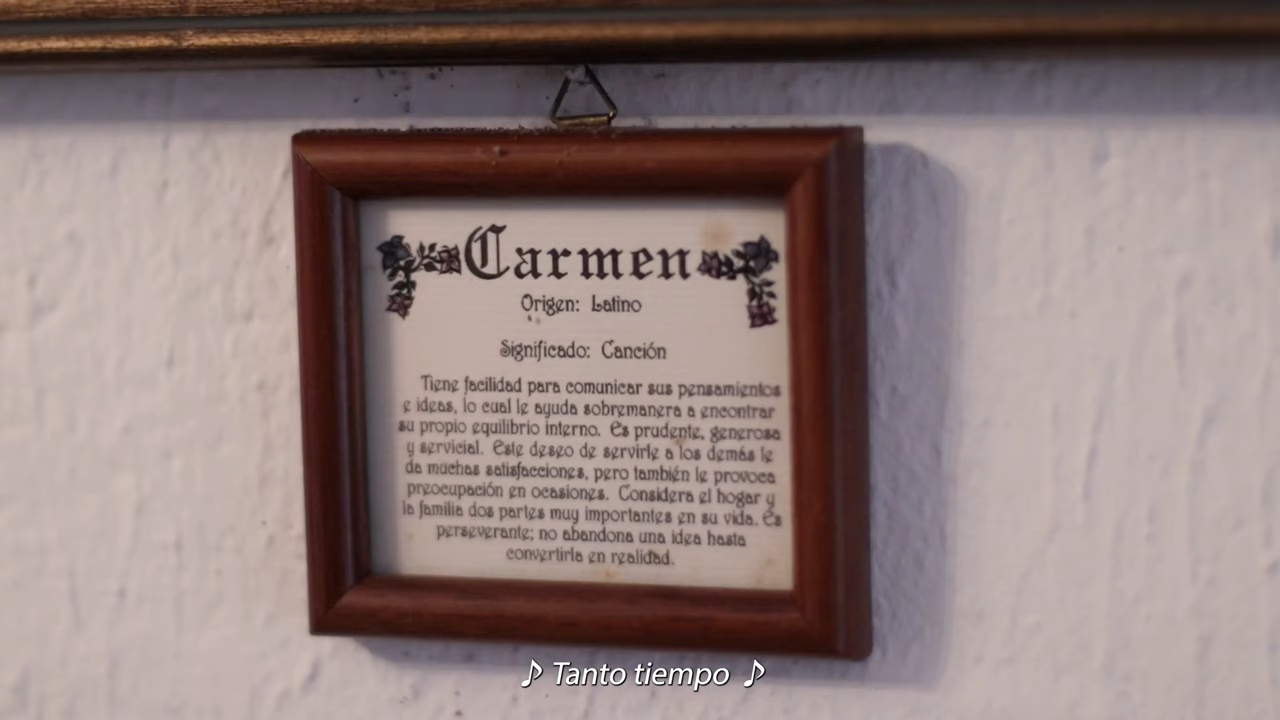 Carmen
Origen: Latino
Significado: Canción
Tiene facilidad para comunicar sus pensamientos
e ideas, lo cual le ayuda sobremanera a encontrar
su propio equilibrio interno. Es prudente, generosa
y servicial. Este deseo de servirle a los demás le
da muchas satisfacciones, pero también le provoca
preocupación en ocasiones. Considera el hogar y
la familia dos partes muy importantes en su vida. Es
perseverante; no abandona una idea hasta
convertirla en realidad.
♪ Tanto tiempo ♪